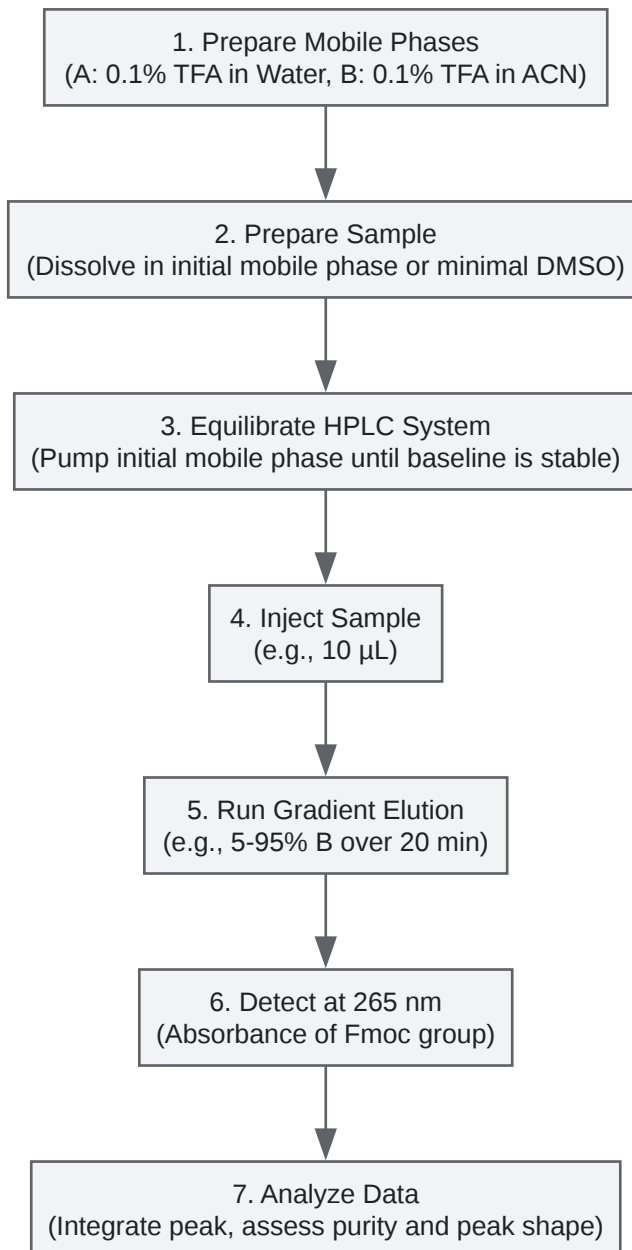 1. Prepare Mobile Phases
(A: 0.1% TFA in Water, B: 0.1% TFA in ACN)
2. Prepare Sample
(Dissolve in initial mobile phase or minimal DMSO)
3. Equilibrate HPLC System
(Pump initial mobile phase until baseline is stable)
4. Inject Sample
(e.g., 10 µL)
5. Run Gradient Elution
(e.g., 5-95% B over 20 min)
6. Detect at 265 nm
(Absorbance of Fmoc group)
7. Analyze Data
(Integrate peak, assess purity and peak shape)